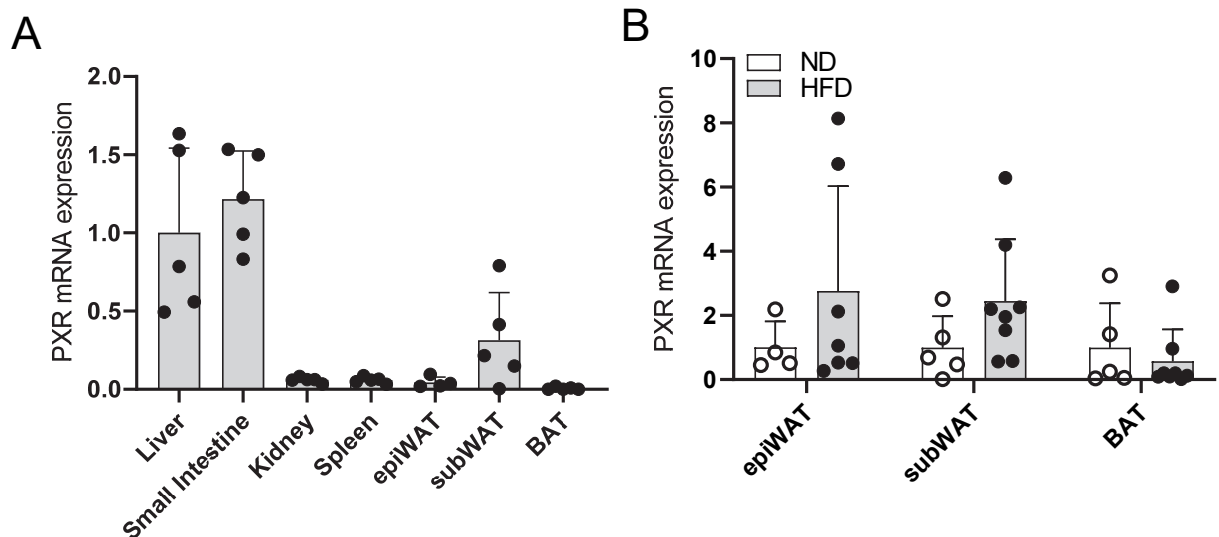 A
PXR mRNA expression
2.0
1.5
1.0
0.5
0.0
Liver
Small Intestine
Kidney
Spleen
epiWAT
subWAT
BAT
B
PXR mRNA expression
10
8
6
4
2
0
ND
HFD
epiWAT
subWAT
BAT